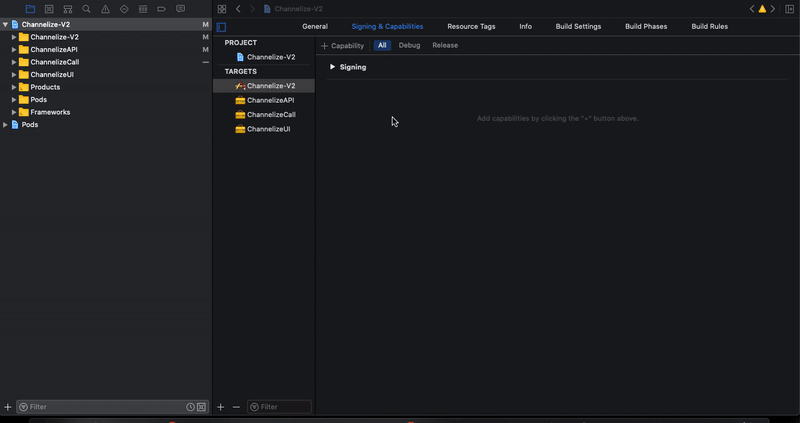 Channelize-V2 M
Channelize-V2 M
ChannelizeAPI M
ChannelizeCall
ChannelizeUI
Products
Pods
Frameworks
Pods
Filter
Channelize-V2
General Signing & Capabilities Resource Tags Info Build Settings Build Phases Build Rules
PROJECT
Channelize-V2
TARGETS
Channelize-V2
ChannelizeAPI
ChannelizeCall
ChannelizeUI
Filter
+ Capability All Debug Release
Signing
Add capabilities by clicking the "+" button above.